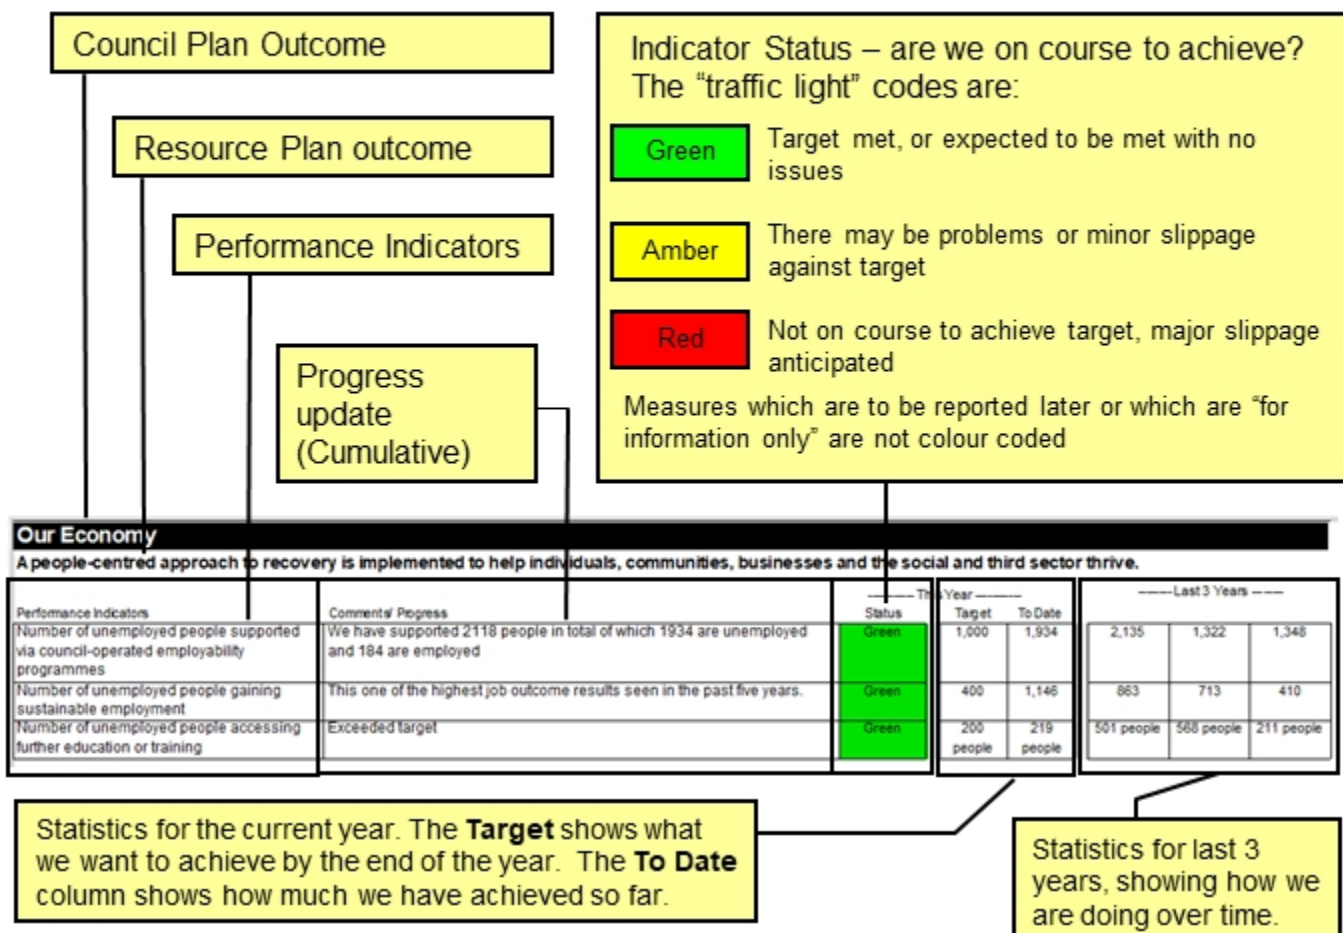 Council Plan Outcome
Resource Plan outcome
Performance Indicators
Progress
update
(Cumulative)
Indicator Status – are we on course to achieve?
The “traffic light” codes are:
Green
Target met, or expected to be met with no
issues
Amber
There may be problems or minor slippage
against target
Red
Not on course to achieve target, major slippage
anticipated
Measures which are to be reported later or which are “for
information only” are not colour coded
Our Economy
A people-centred approach to recovery is implemented to help individuals, communities, businesses and the social and third sector thrive.
---------- This Year ----------
-------Last 3 Years ------
Performance Indicators Comments/ Progress Status Target To Date
Number of unemployed people supported
via council-operated employability
programmes
We have supported 2118 people in total of which 1934 are unemployed
and 184 are employed
Green 1,000 1,934 2,135 1,322 1,348
Number of unemployed people gaining
sustainable employment
This one of the highest job outcome results seen in the past five years.
Green 400 1,146 863 713 410
Number of unemployed people accessing
further education or training
Exceeded target
Green
200
people
219
people
501 people 568 people 211 people
Statistics for the current year. The Target shows what
we want to achieve by the end of the year. The To Date
column shows how much we have achieved so far.
Statistics for last 3
years, showing how we
are doing over time.